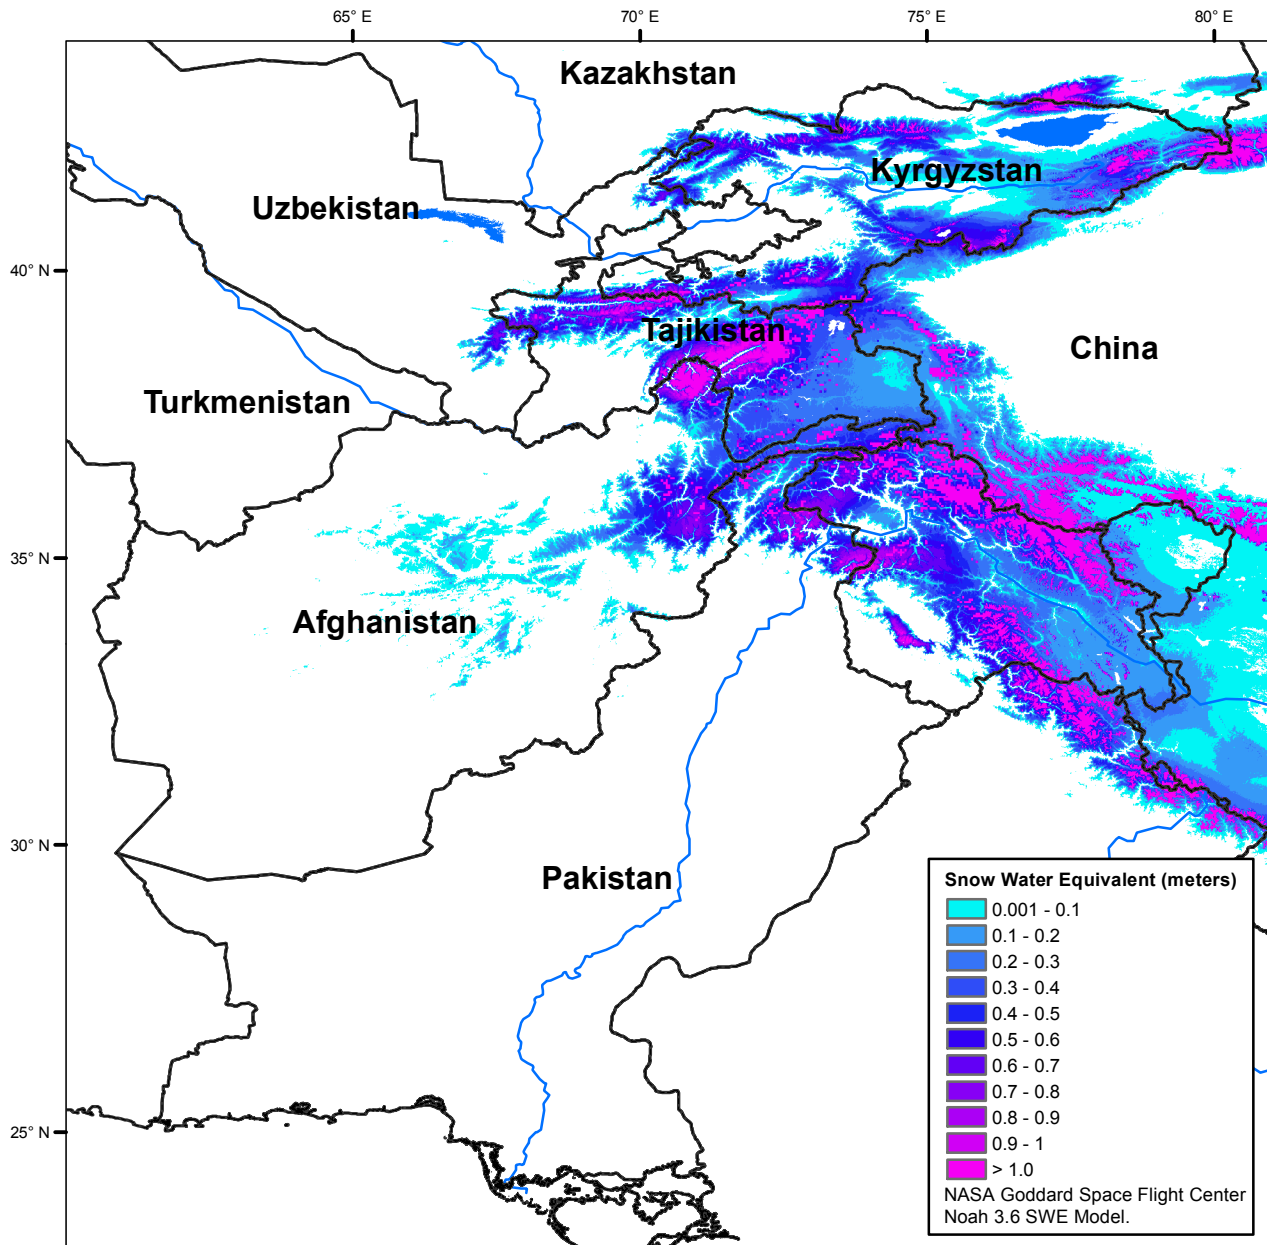 65° E
70° E
75° E
80° E
Kazakhstan
Kyrgyzstan
Uzbekistan
40° N
Tajikistan
China
Turkmenistan
35° N
Afghanistan
30° N
Pakistan
25° N
Snow Water Equivalent (meters)
0.001 - 0.1
0.1 - 0.2
0.2 - 0.3
0.3 - 0.4
0.4 - 0.5
0.5 - 0.6
0.6 - 0.7
0.7 - 0.8
0.8 - 0.9
0.9 - 1
> 1.0
NASA Goddard Space Flight Center
Noah 3.6 SWE Model.